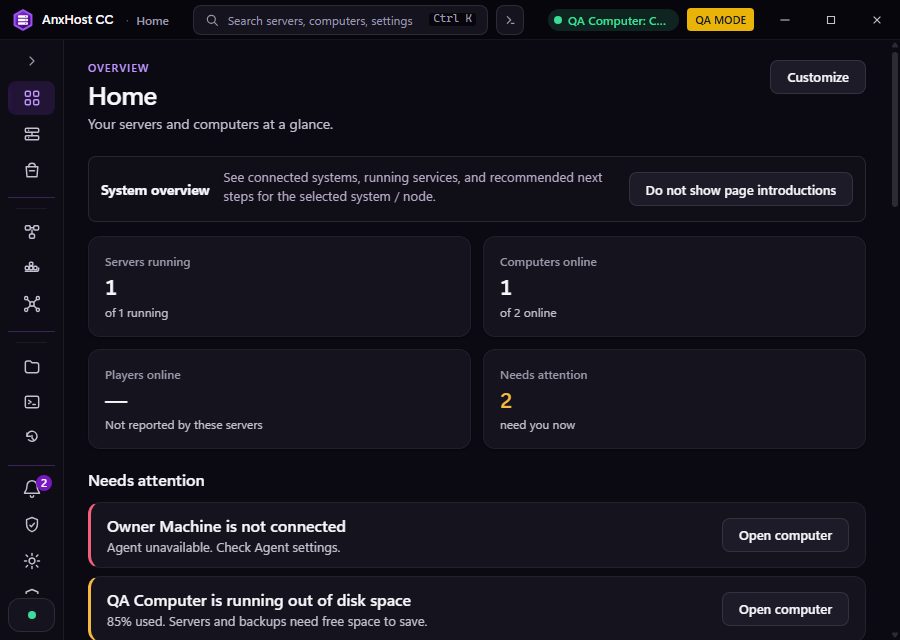 AnxHost CC · Home
Search servers, computers, settings Ctrl K
QA Computer: C...
QA MODE
OVERVIEW
Home
Customize
Your servers and computers at a glance.
System overview
See connected systems, running services, and recommended next
steps for the selected system / node.
Do not show page introductions
Servers running
1
of 1 running
Computers online
1
of 2 online
Players online
—
Not reported by these servers
Needs attention
2
need you now
Needs attention
2
Owner Machine is not connected
Agent unavailable. Check Agent settings.
Open computer
QA Computer is running out of disk space
85% used. Servers and backups need free space to save.
Open computer